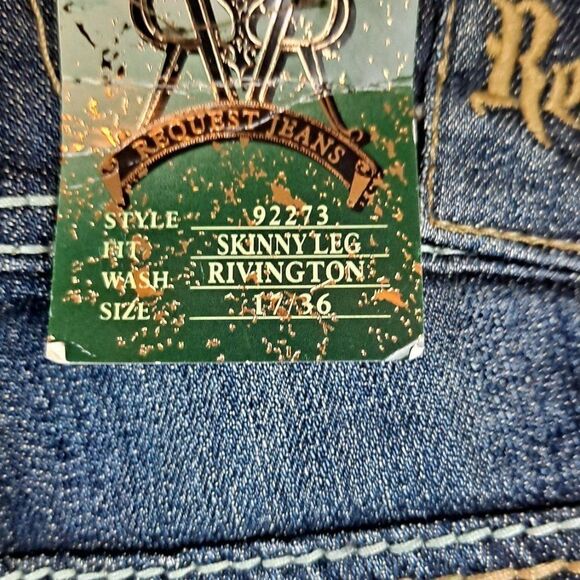 REQUEST JEANS
STYLE 92273
FIT SKINNY LEG
WASH RIVINGTON
SIZE 17/36